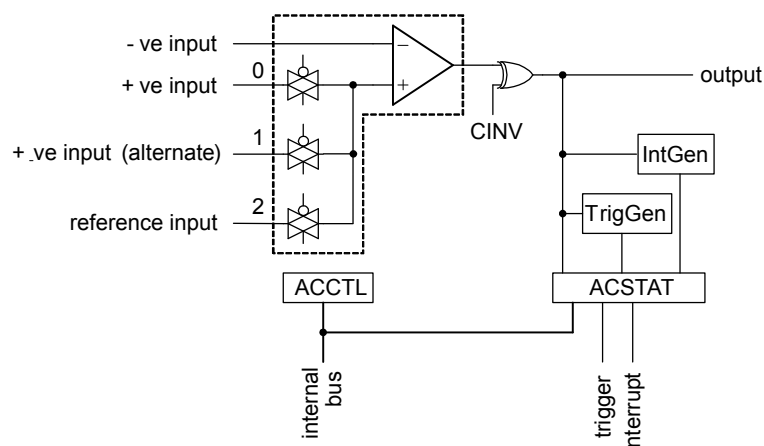 - ve input
+ ve input
0
+ ve input (alternate)
1
reference input
2
−
+
CINV
output
IntGen
TrigGen
ACCTL
ACSTAT
internal
bus
trigger
interrupt